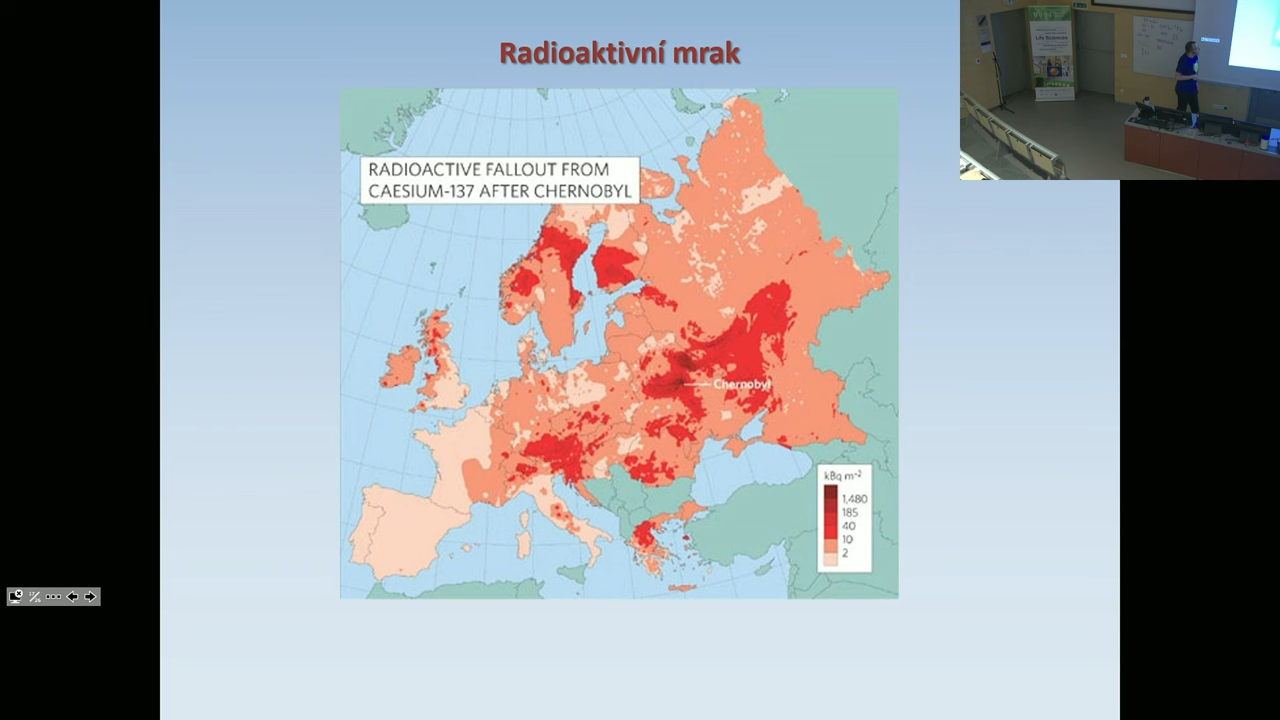 Radioaktivní mrak
RADIOACTIVE FALLOUT FROM
CAESIUM-137 AFTER CHERNOBYL
Chernobyl
kBq m⁻²
1,480
185
40
10
2